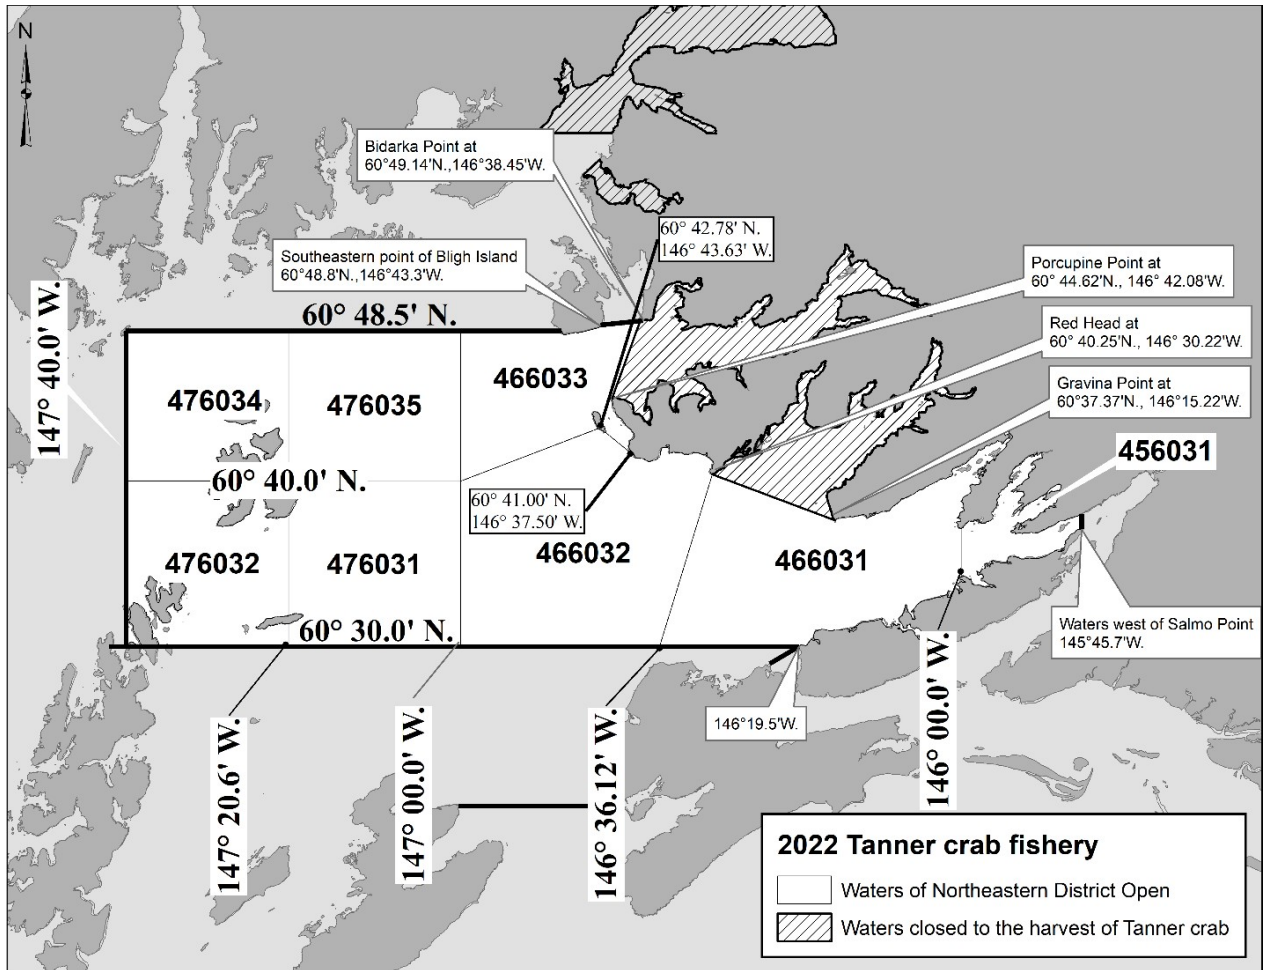 N
Bidarka Point at
60°49.14'N.,146°38.45'W.
60° 42.78' N.
146° 43.63' W.
Southeastern point of Bligh Island
60°48.8'N.,146°43.3'W.
Porcupine Point at
60° 44.62'N., 146° 42.08'W.
Red Head at
60° 40.25'N., 146° 30.22'W.
Gravina Point at
60°37.37'N., 146°15.22'W.
147° 40.0' W.
60° 48.5' N.
466033
476034
476035
456031
60° 40.0' N.
60° 41.00' N.
146° 37.50' W.
476032
476031
466032
466031
60° 30.0' N.
Waters west of Salmo Point
145°45.7'W.
146°19.5'W.
147° 20.6' W.
147° 00.0' W.
146° 36.12' W.
146° 00.0' W.
2022 Tanner crab fishery
Waters of Northeastern District Open
Waters closed to the harvest of Tanner crab